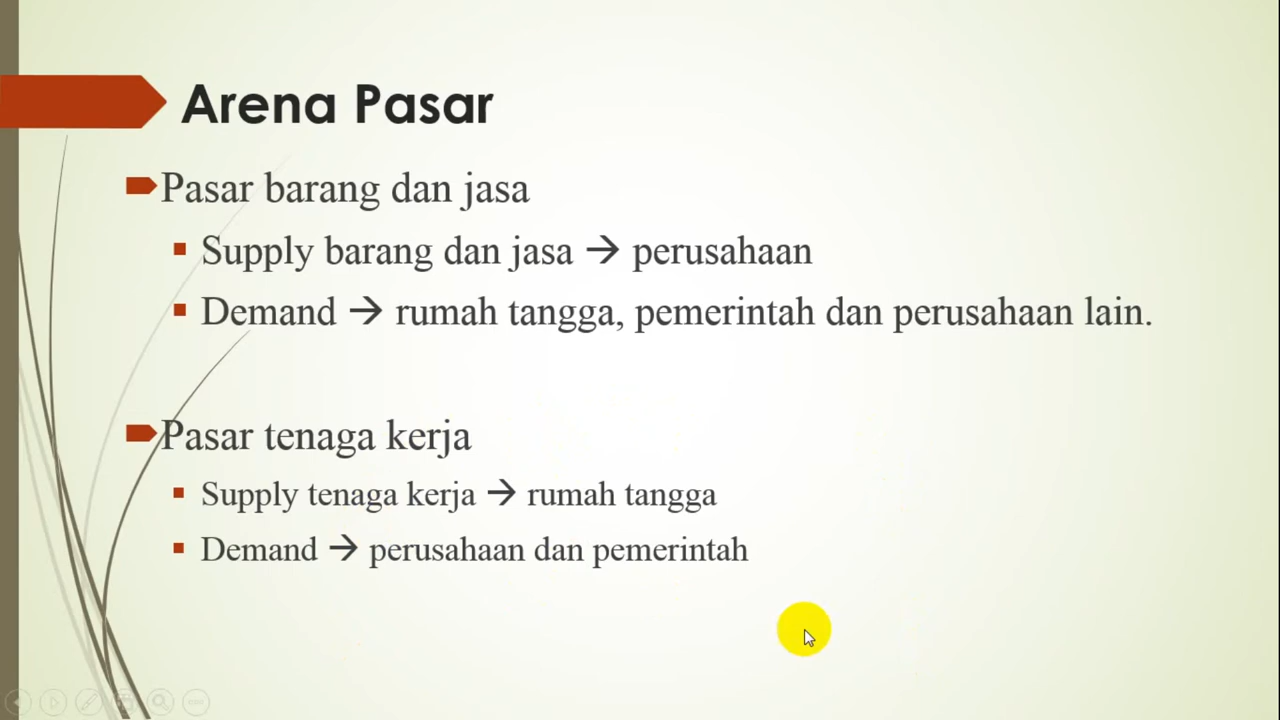 Arena Pasar
Pasar barang dan jasa
Supply barang dan jasa → perusahaan
Demand → rumah tangga, pemerintah dan perusahaan lain.
Pasar tenaga kerja
Supply tenaga kerja → rumah tangga
Demand → perusahaan dan pemerintah